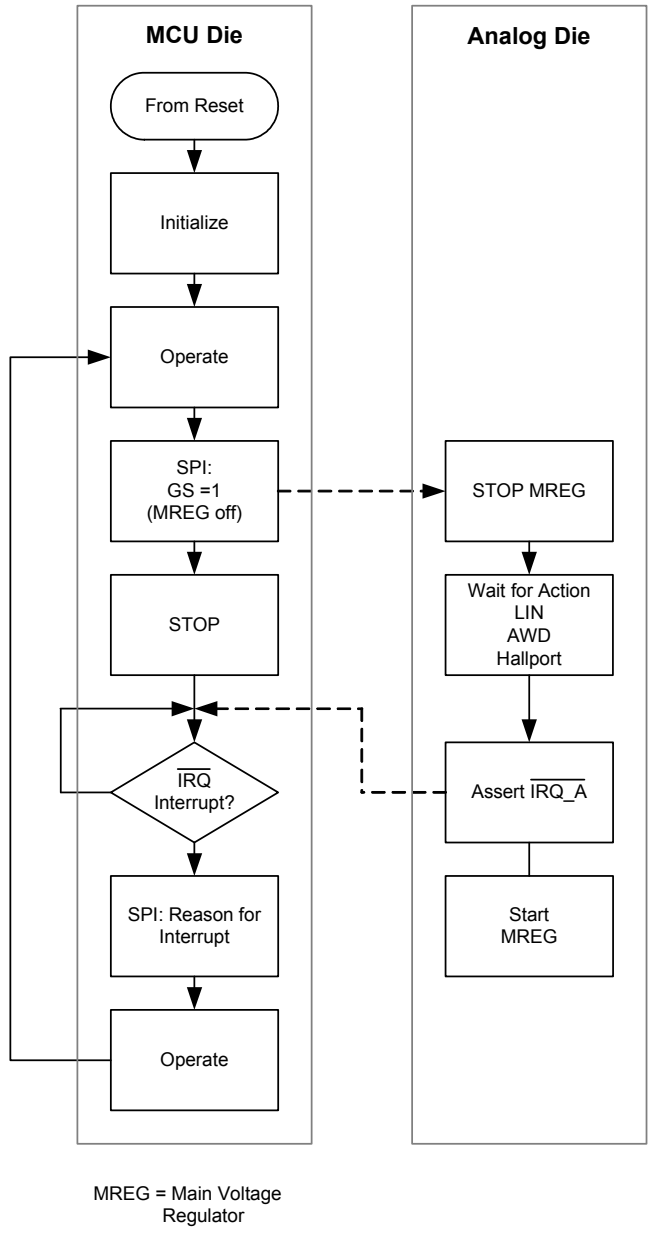 MCU Die
From Reset
Initialize
Operate
SPI:
GS =1
(MREG off)
STOP
IRQ
Interrupt?
SPI: Reason for
Interrupt
Operate
Analog Die
STOP MREG
Wait for Action
LIN
AWD
Hallport
Assert IRQ_A
Start
MREG
MREG = Main Voltage
Regulator